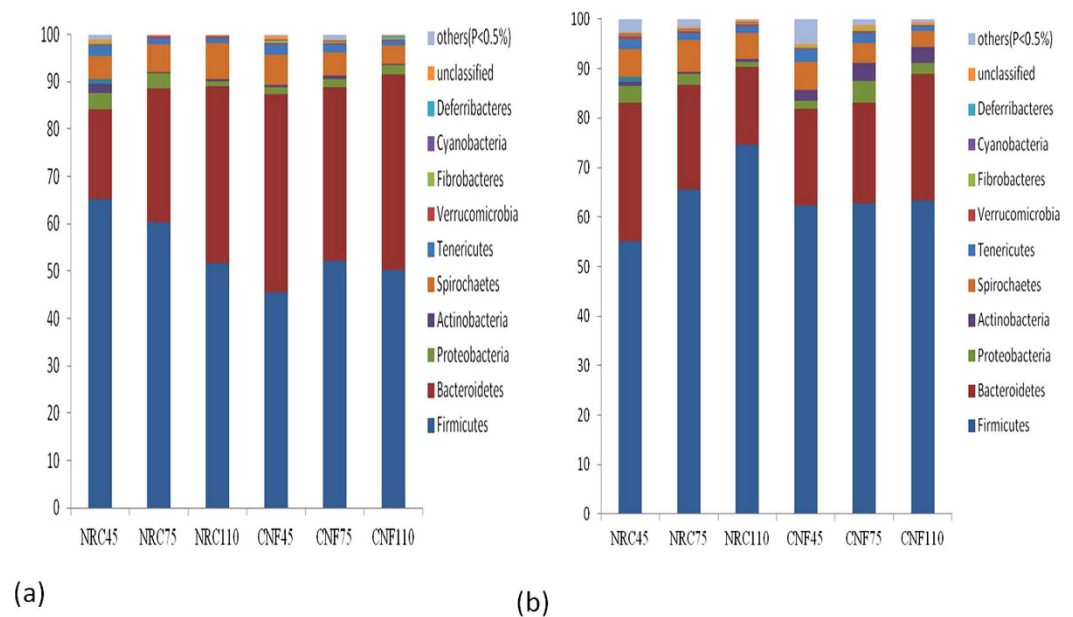 100
90
80
70
60
50
40
30
20
10
0
NRC45 NRC75 NRC110 CNF45 CNF75 CNF110
others(P<0.5%)
unclassified
Deferribacteres
Cyanobacteria
Fibrobacteres
Verrucomicrobia
Tenericutes
Spirochaetes
Actinobacteria
Proteobacteria
Bacteroidetes
Firmicutes
(a)
100
90
80
70
60
50
40
30
20
10
0
NRC45 NRC75 NRC110 CNF45 CNF75 CNF110
others(P<0.5%)
unclassified
Deferribacteres
Cyanobacteria
Fibrobacteres
Verrucomicrobia
Tenericutes
Spirochaetes
Actinobacteria
Proteobacteria
Bacteroidetes
Firmicutes
(b)